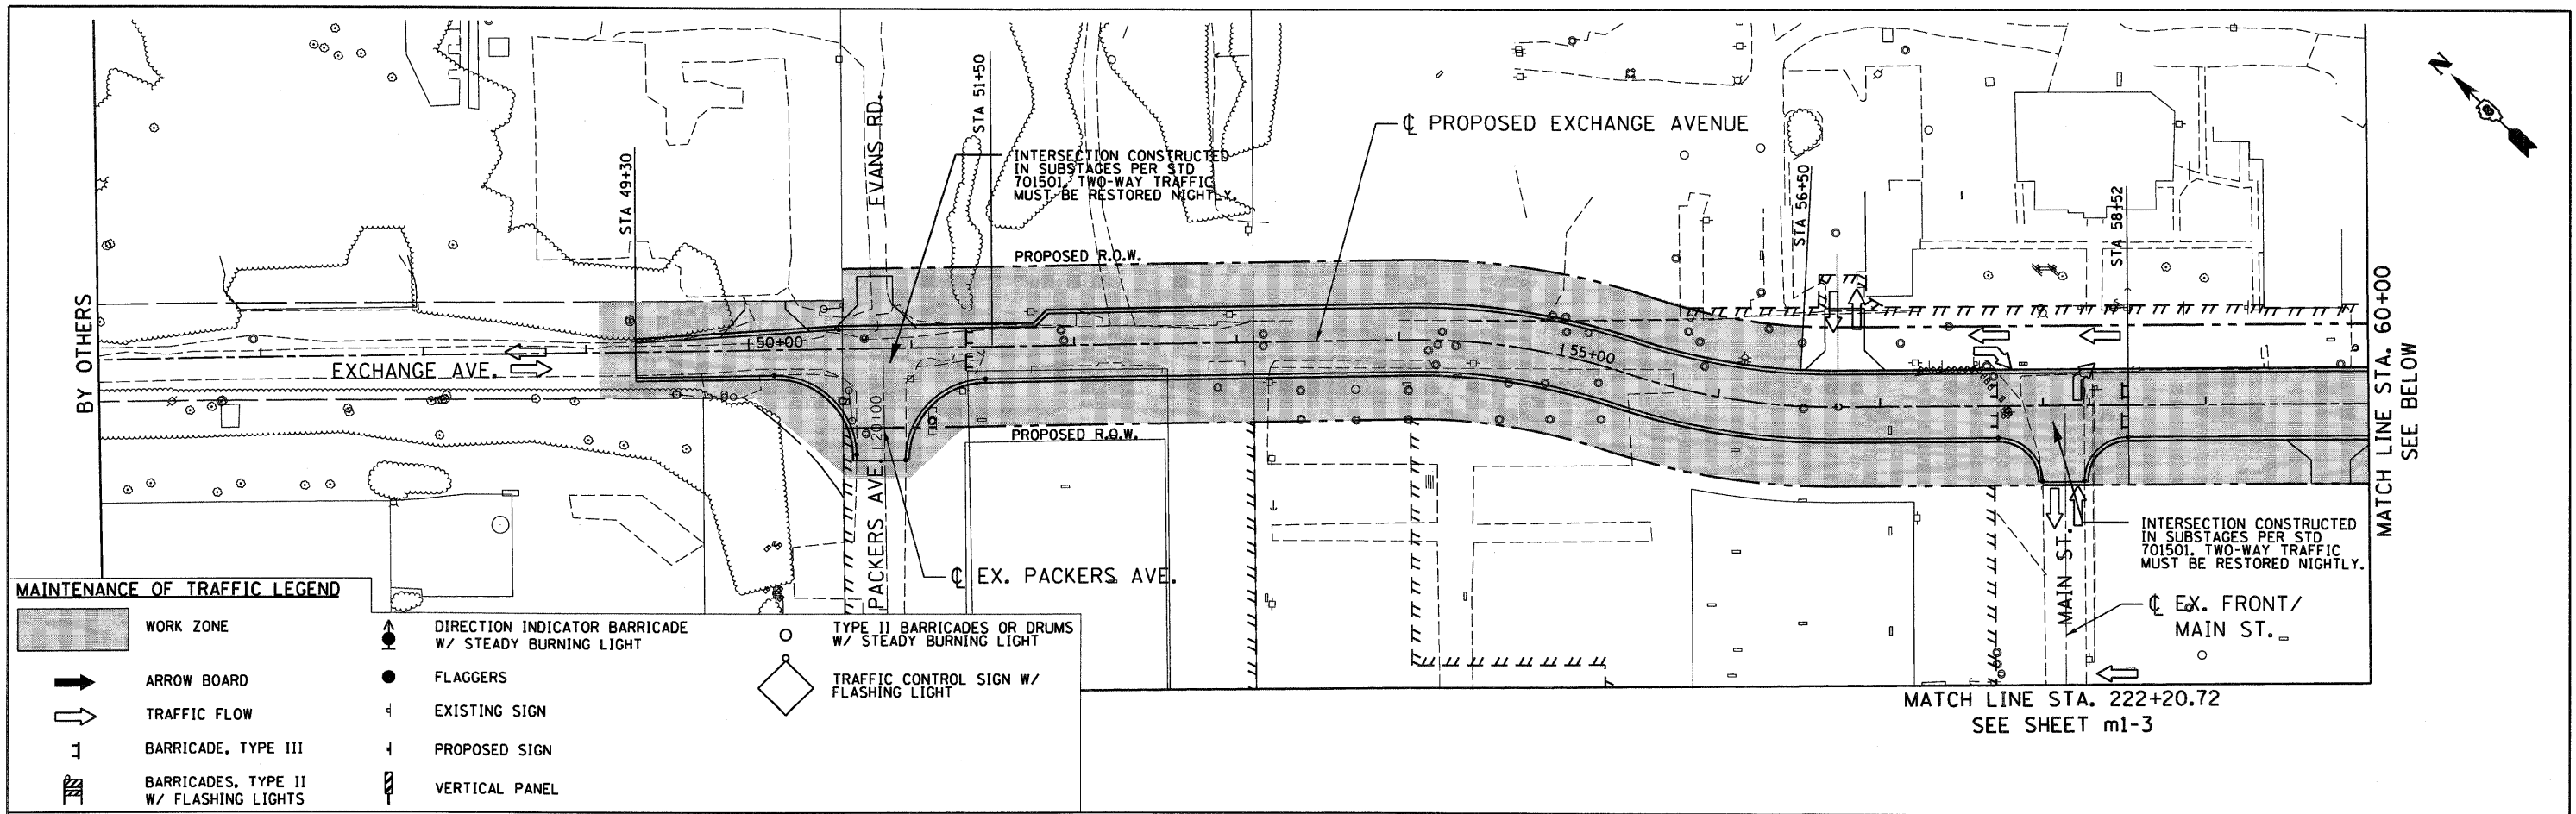 N
EVANS RD.
STA 51+50
STA 49+30
INTERSECTION CONSTRUCTED
IN SUBSTAGES PER STD
701501. TWO-WAY TRAFFIC
MUST BE RESTORED NIGHTLY.
℄ PROPOSED EXCHANGE AVENUE
STA 56+50
STA 58+52
PROPOSED R.O.W.
BY OTHERS
EXCHANGE AVE.
50+00
55+00
20+00
PROPOSED R.O.W.
MATCH LINE STA. 60+00
SEE BELOW
PACKERS AVE.
℄ EX. PACKERS AVE.
MAIN ST.
INTERSECTION CONSTRUCTED
IN SUBSTAGES PER STD
701501. TWO-WAY TRAFFIC
MUST BE RESTORED NIGHTLY.
℄ EX. FRONT/
MAIN ST.
MATCH LINE STA. 222+20.72
SEE SHEET m1-3
MAINTENANCE OF TRAFFIC LEGEND
WORK ZONE
ARROW BOARD
TRAFFIC FLOW
BARRICADE, TYPE III
BARRICADES, TYPE II
W/ FLASHING LIGHTS
DIRECTION INDICATOR BARRICADE
W/ STEADY BURNING LIGHT
FLAGGERS
EXISTING SIGN
PROPOSED SIGN
VERTICAL PANEL
TYPE II BARRICADES OR DRUMS
W/ STEADY BURNING LIGHT
TRAFFIC CONTROL SIGN W/
FLASHING LIGHT